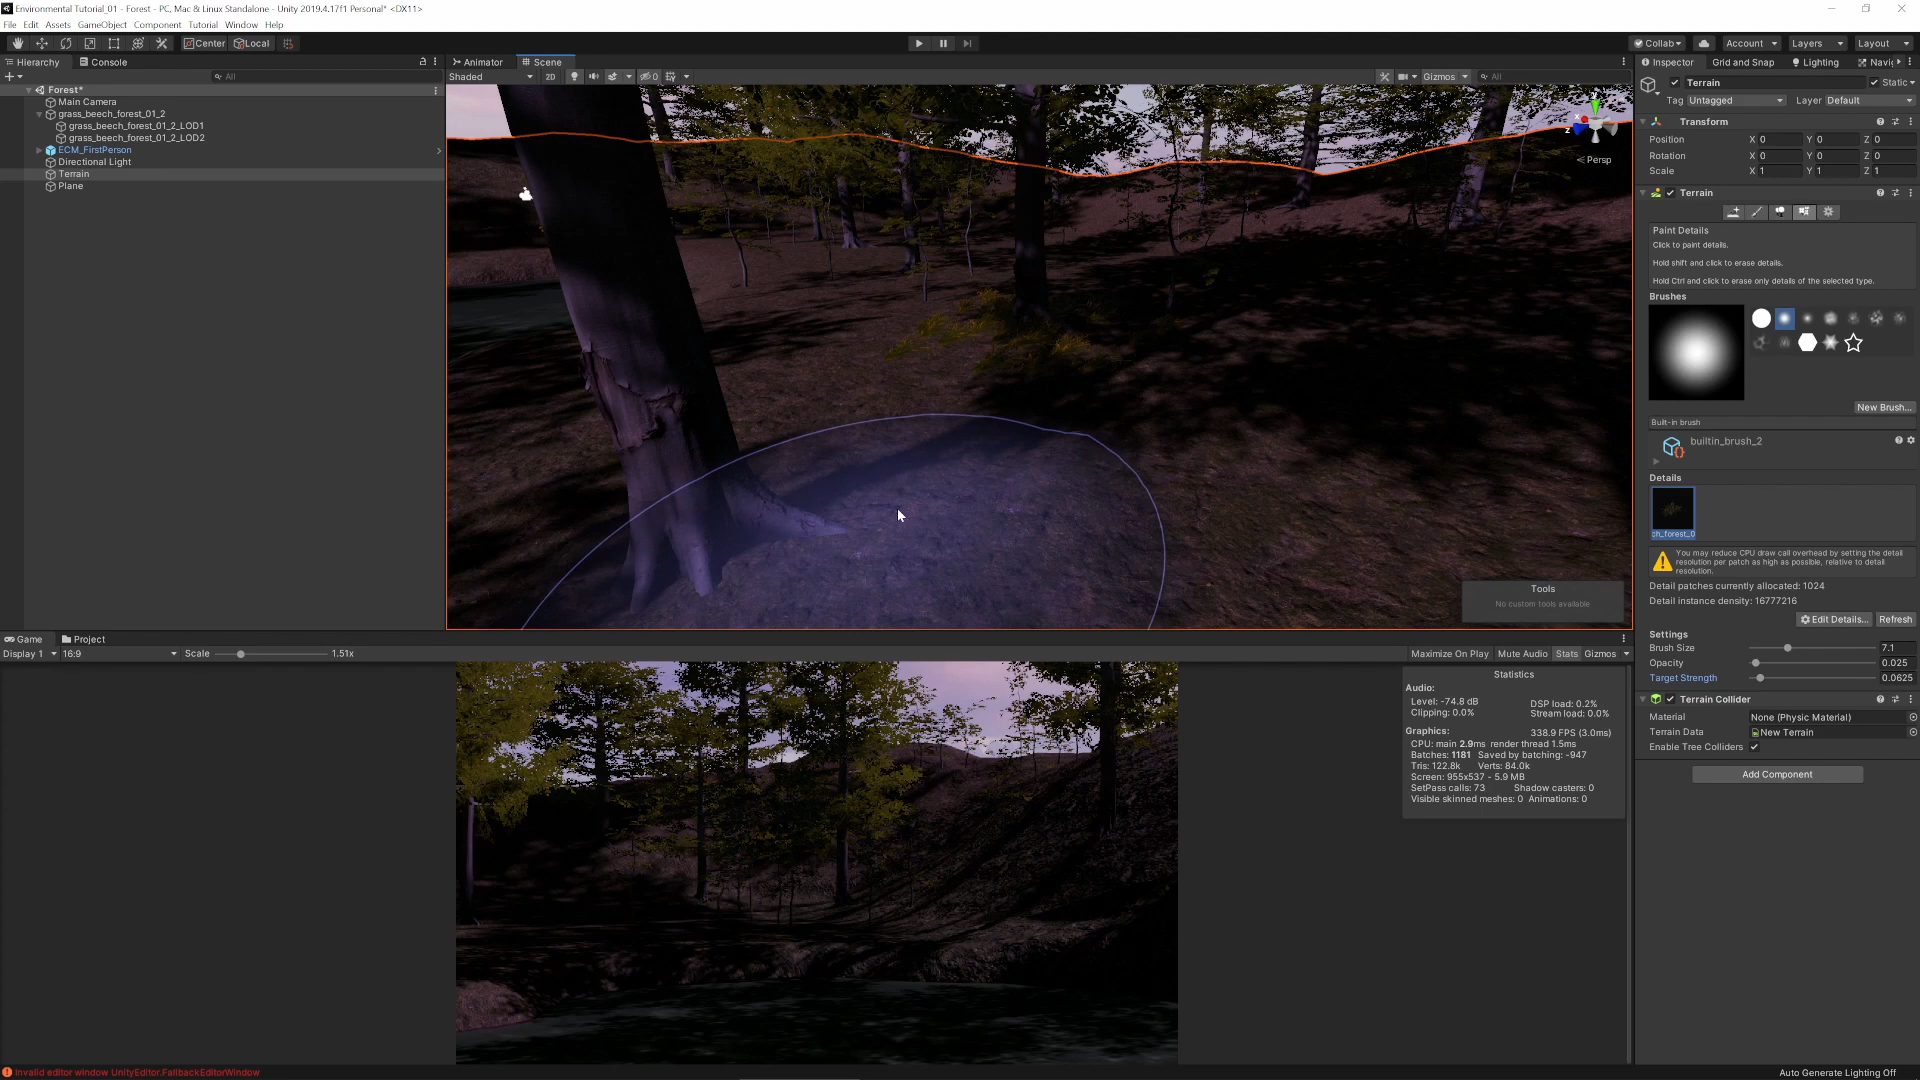 Environmental Tutorial_01 - Forest - PC, Mac & Linux Standalone - Unity 2019.4.17f1 Personal* <DX11>
File Edit Assets GameObject Component Tutorial Window Help
Center Local
Collab Account Layers Layout
Hierarchy Console
All
Forest*
Main Camera
grass_beech_forest_01_2
grass_beech_forest_01_2_LOD1
grass_beech_forest_01_2_LOD2
ECM_FirstPerson
Directional Light
Terrain
Plane
Animator Scene
Shaded 2D 0 Gizmos All
y
x
z
Persp
Tools
No custom tools available
Inspector Grid and Snap Lighting Navig
Terrain Static
Tag Untagged Layer Default
Transform
Position X 0 Y 0 Z 0
Rotation X 0 Y 0 Z 0
Scale X 1 Y 1 Z 1
Terrain
Paint Details
Click to paint details.
Hold shift and click to erase details.
Hold Ctrl and click to erase only details of the selected type.
Brushes
New Brush...
Built-in brush
builtin_brush_2
Details
ch_forest_0
You may reduce CPU draw call overhead by setting the detail
resolution per patch as high as possible, relative to detail
resolution.
Detail patches currently allocated: 1024
Detail instance density: 16777216
Edit Details... Refresh
Settings
Brush Size 7.1
Opacity 0.025
Target Strength 0.0625
Terrain Collider
Material None (Physic Material)
Terrain Data New Terrain
Enable Tree Colliders
Add Component
Game Project
Display 1 16:9 Scale 1.51x Maximize On Play Mute Audio Stats Gizmos
Statistics
Audio:
Level: -74.8 dB DSP load: 0.2%
Clipping: 0.0% Stream load: 0.0%
Graphics: 338.9 FPS (3.0ms)
CPU: main 2.9ms render thread 1.5ms
Batches: 1181 Saved by batching: -947
Tris: 122.8k Verts: 84.0k
Screen: 955x537 - 5.9 MB
SetPass calls: 73 Shadow casters: 0
Visible skinned meshes: 0 Animations: 0
Invalid editor window UnityEditor.FallbackEditorWindow
Auto Generate Lighting Off